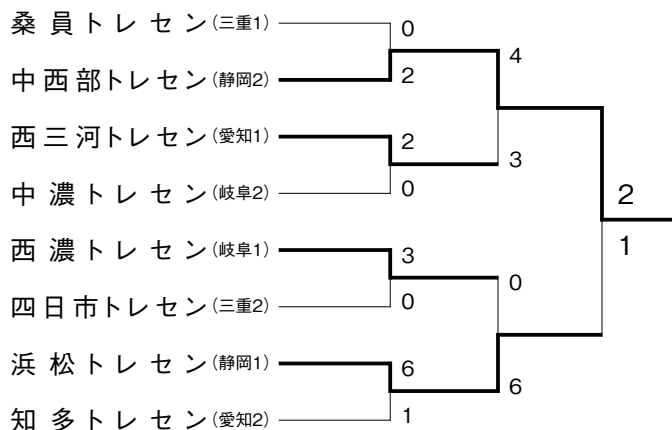 桑員トレセン(三重1)
0
4
中西部トレセン(静岡2)
2
西三河トレセン(愛知1)
2
3
中濃トレセン(岐阜2)
0
2
西濃トレセン(岐阜1)
3
1
0
四日市トレセン(三重2)
0
浜松トレセン(静岡1)
6
6
知多トレセン(愛知2)
1